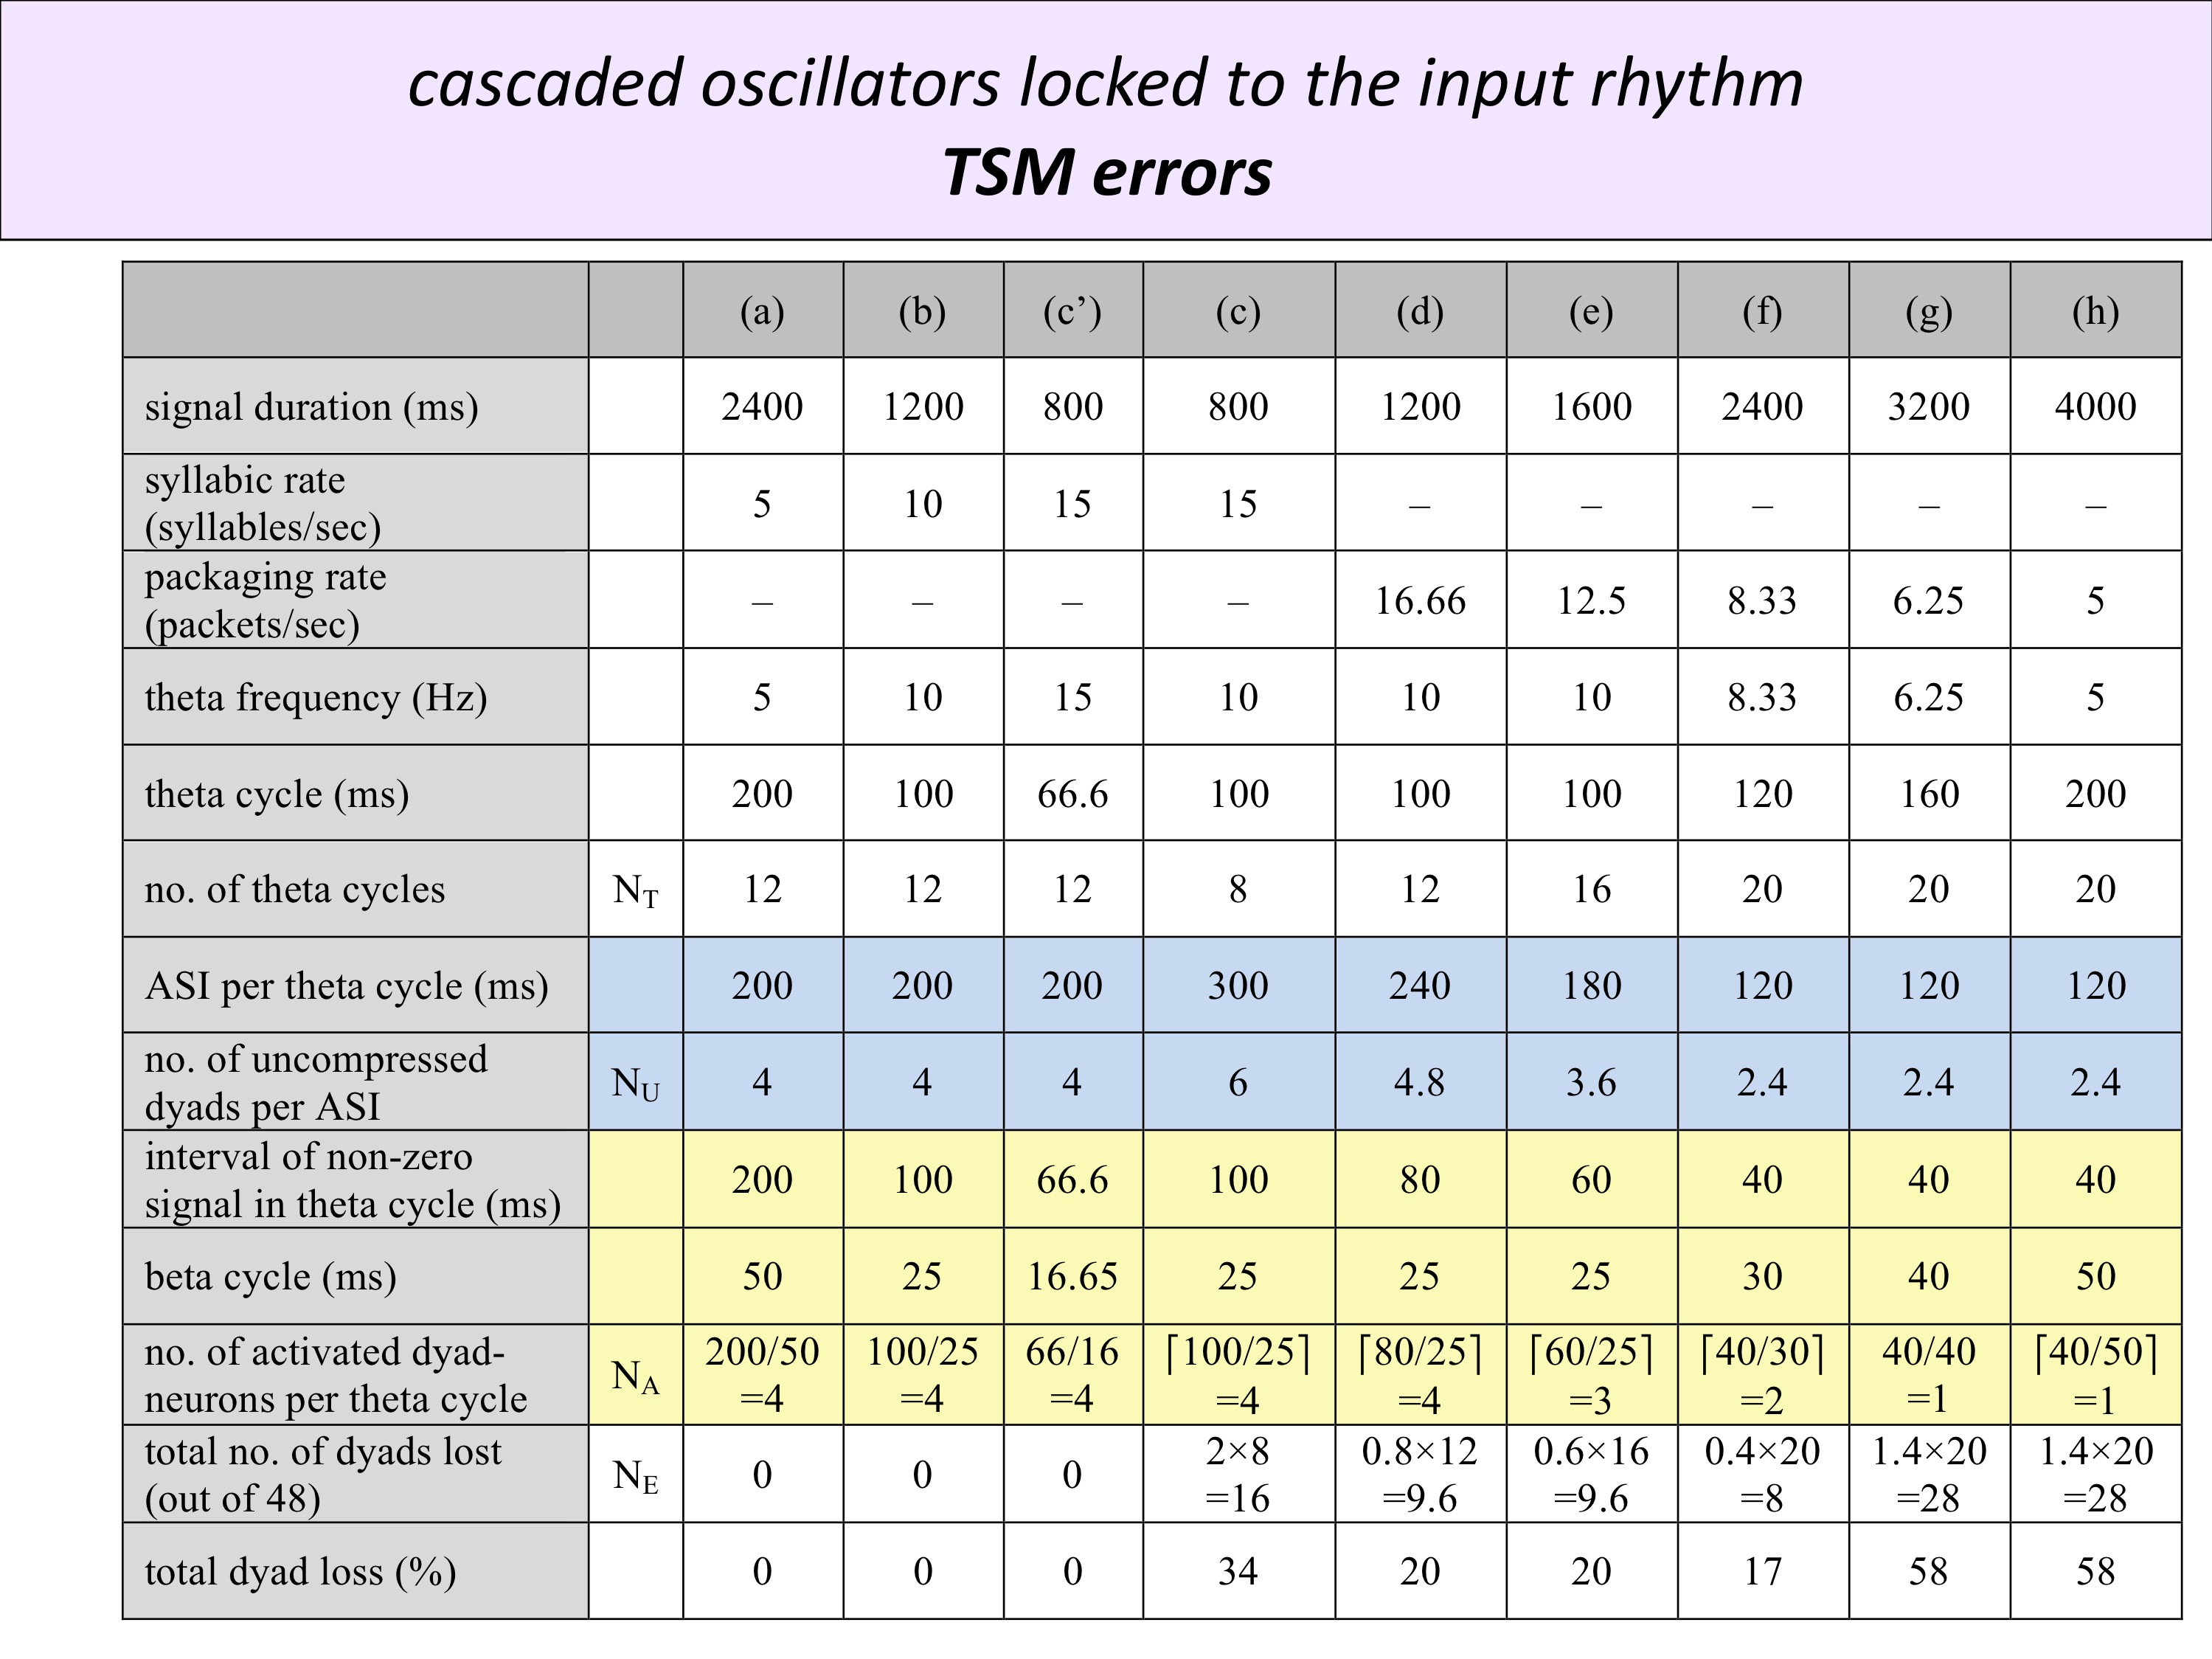 cascaded oscillators locked to the input rhythm
TSM errors
(a) (b) (c’) (c) (d) (e) (f) (g) (h)
signal duration (ms) 2400 1200 800 800 1200 1600 2400 3200 4000
syllabic rate
(syllables/sec) 5 10 15 15 – – – – –
packaging rate
(packets/sec) – – – – 16.66 12.5 8.33 6.25 5
theta frequency (Hz) 5 10 15 10 10 10 8.33 6.25 5
theta cycle (ms) 200 100 66.6 100 100 100 120 160 200
no. of theta cycles N_T 12 12 12 8 12 16 20 20 20
ASI per theta cycle (ms) 200 200 200 300 240 180 120 120 120
no. of uncompressed
dyads per ASI N_U 4 4 4 6 4.8 3.6 2.4 2.4 2.4
interval of non-zero
signal in theta cycle (ms) 200 100 66.6 100 80 60 40 40 40
beta cycle (ms) 50 25 16.65 25 25 25 30 40 50
no. of activated dyad- 200/50 100/25 66/16 ⌈100/25⌉ ⌈80/25⌉ ⌈60/25⌉ ⌈40/30⌉ 40/40 ⌈40/50⌉
neurons per theta cycle N_A =4 =4 =4 =4 =4 =3 =2 =1 =1
total no. of dyads lost 2×8 0.8×12 0.6×16 0.4×20 1.4×20 1.4×20
(out of 48) N_E 0 0 0 =16 =9.6 =9.6 =8 =28 =28
total dyad loss (%) 0 0 0 34 20 20 17 58 58